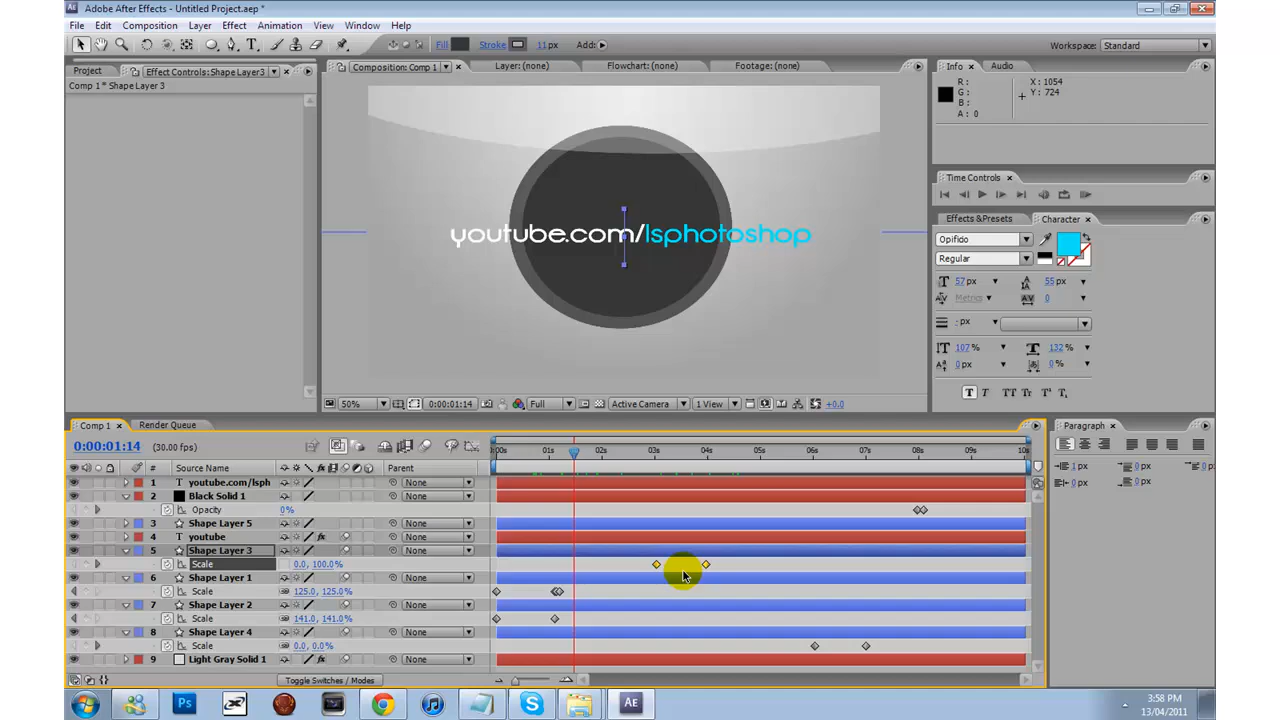 Adobe After Effects - Untitled Project.aep *
File Edit Composition Layer Effect Animation View Window Help
Fill Stroke 11 px Add: Workspace: Standard
Project Effect Controls: Shape Layer 3
Comp 1 * Shape Layer 3
Composition: Comp 1 Layer: (none) Flowchart: (none) Footage: (none)
youtube.com/lsphotoshop
50% 0:00:01:14 Full Active Camera 1 View +0.0
Info Audio
R: X: 1054
G: Y: 724
B:
A: 0
Time Controls
Effects & Presets Character
Opifido
Regular
57 px 55 px
Metrics 0
- px
107 % 132 %
0 px 0 %
T T TT Tr T¹ T₁
Comp 1 Render Queue
0:00:01:14 (30.00 fps)
# Source Name Parent
:00s 01s 02s 03s 04s 05s 06s 07s 08s 09s 10s
1 T youtube.com/lsph None
2 Black Solid 1 None
Opacity 0%
3 Shape Layer 5 None
4 T youtube None
5 Shape Layer 3 None
Scale 0.0, 100.0%
6 Shape Layer 1 None
Scale 125.0, 125.0%
7 Shape Layer 2 None
Scale 141.0, 141.0%
8 Shape Layer 4 None
Scale 0.0, 0.0%
9 Light Gray Solid 1 None
Toggle Switches / Modes
Paragraph
1 px 0 px 0 p
0 px 0 px
Ps Ae
3:58 PM
13/04/2011